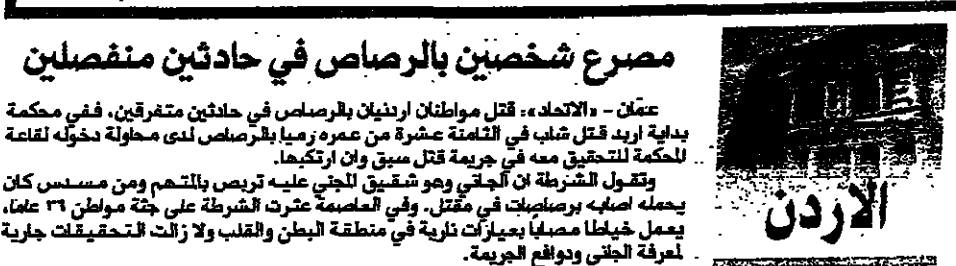 مصرع شخصين بالرصاص في حادثين منفصلين
عمّان - «الاتحاد»: قتل مواطنان اردنيان بالرصاص في حادثين متفرقين، ففي محكمة
بداية اربد قتل شاب في الثامنة عشرة من عمره رميا بالرصاص لدى محاولة دخوله لقاعة
المحكمة للتحقيق معه في جريمة قتل سبق وان ارتكبها.
وتقول الشرطة ان الجاني وهو شقيق المجني عليه تربص بالمتهم ومن مسدس كان
يحمله اصابه برصاصات في مقتل. وفي العاصمة عثرت الشرطة على جثة مواطن ٣٦ عاما،
يعمل خياطا مصابا بعيارات نارية في منطقة البطن والقلب ولا زالت التحقيقات جارية
لمعرفة الجاني ودوافع الجريمة.
الاردن